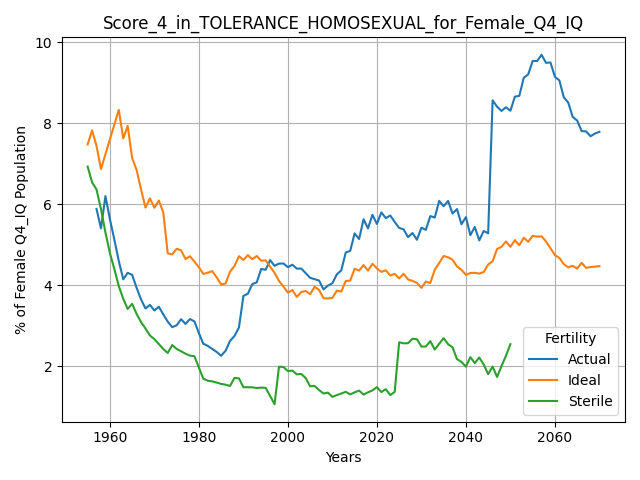 Score_4_in_TOLERANCE_HOMOSEXUAL_for_Female_Q4_IQ
% of Female Q4_IQ Population
10
8
6
4
2
1960 1980 2000 2020 2040 2060
Years
Fertility
Actual
Ideal
Sterile